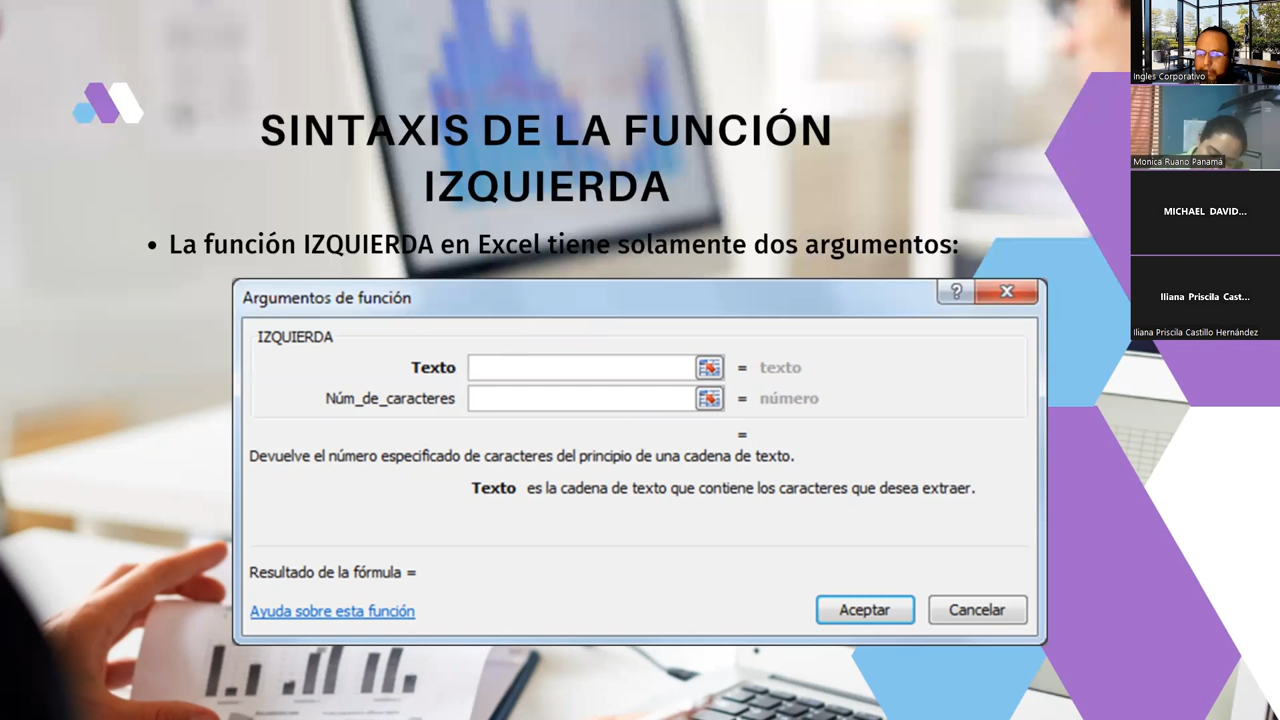 SINTAXIS DE LA FUNCIÓN
IZQUIERDA
• La función IZQUIERDA en Excel tiene solamente dos argumentos:
Argumentos de función
?
IZQUIERDA
Texto = texto
Núm_de_caracteres = número
=
Devuelve el número especificado de caracteres del principio de una cadena de texto.
Texto es la cadena de texto que contiene los caracteres que desea extraer.
Resultado de la fórmula =
Ayuda sobre esta función
Aceptar Cancelar
Ingles Corporativo
Monica Ruano Panamá
MICHAEL DAVID...
Iliana Priscila Cast...
Iliana Priscila Castillo Hernández